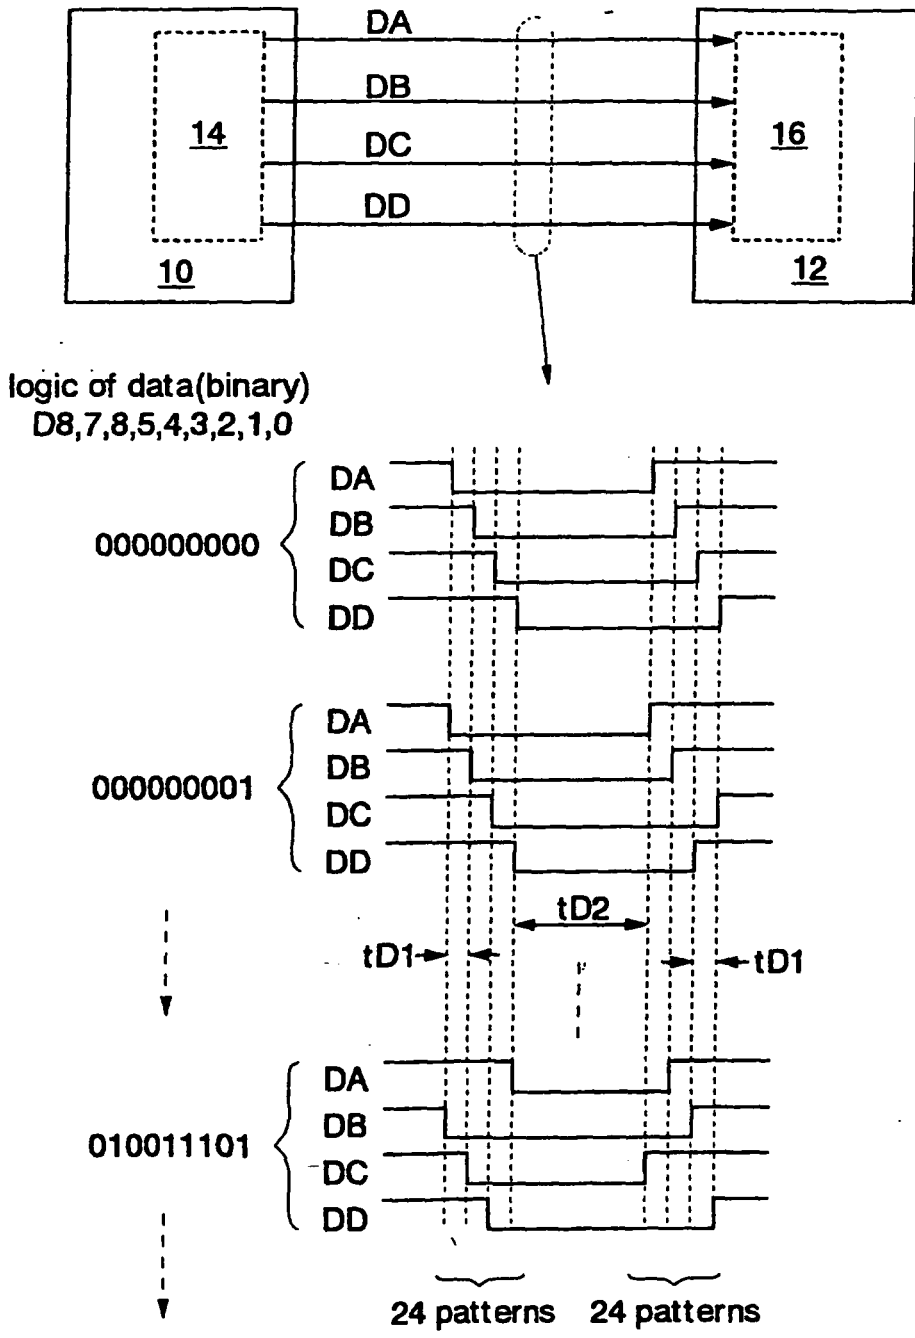 DA
DB
14
16
DC
DD
10
12
logic of data(binary)
D8,7,8,5,4,3,2,1,0
DA
DB
000000000
DC
DD
DA
DB
000000001
DC
DD
tD2
tD1
tD1
DA
DB
010011101
DC
DD
24 patterns 24 patterns